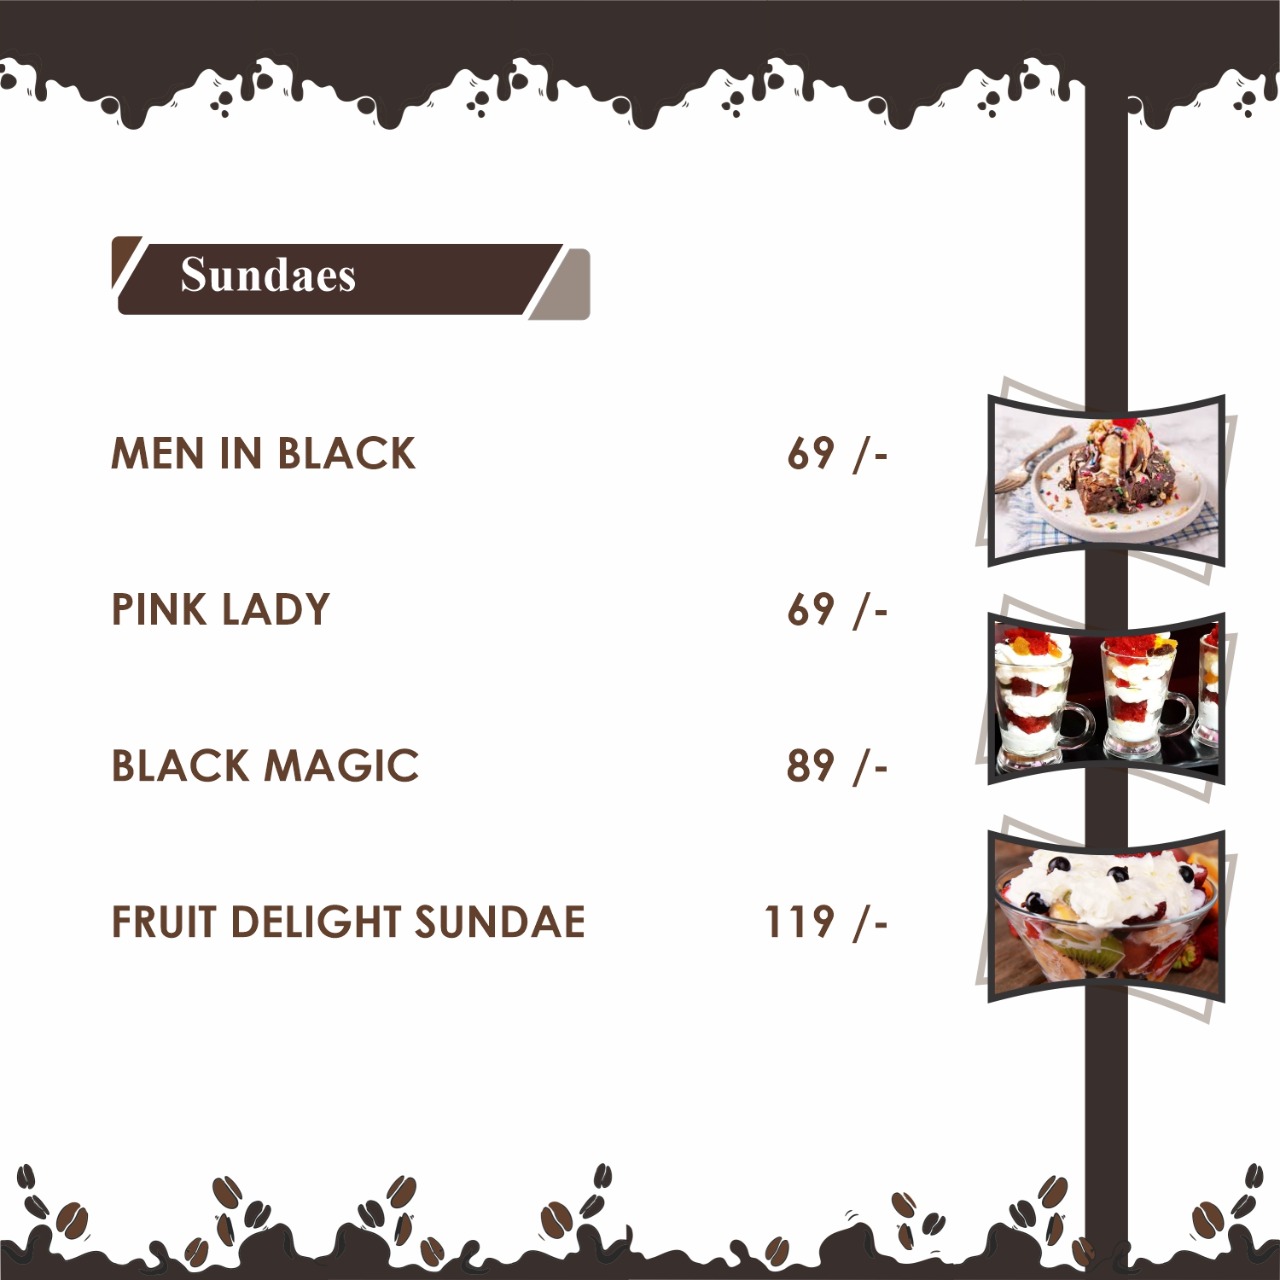 Sundaes
MEN IN BLACK 69 /-
PINK LADY 69 /-
BLACK MAGIC 89 /-
FRUIT DELIGHT SUNDAE 119 /-